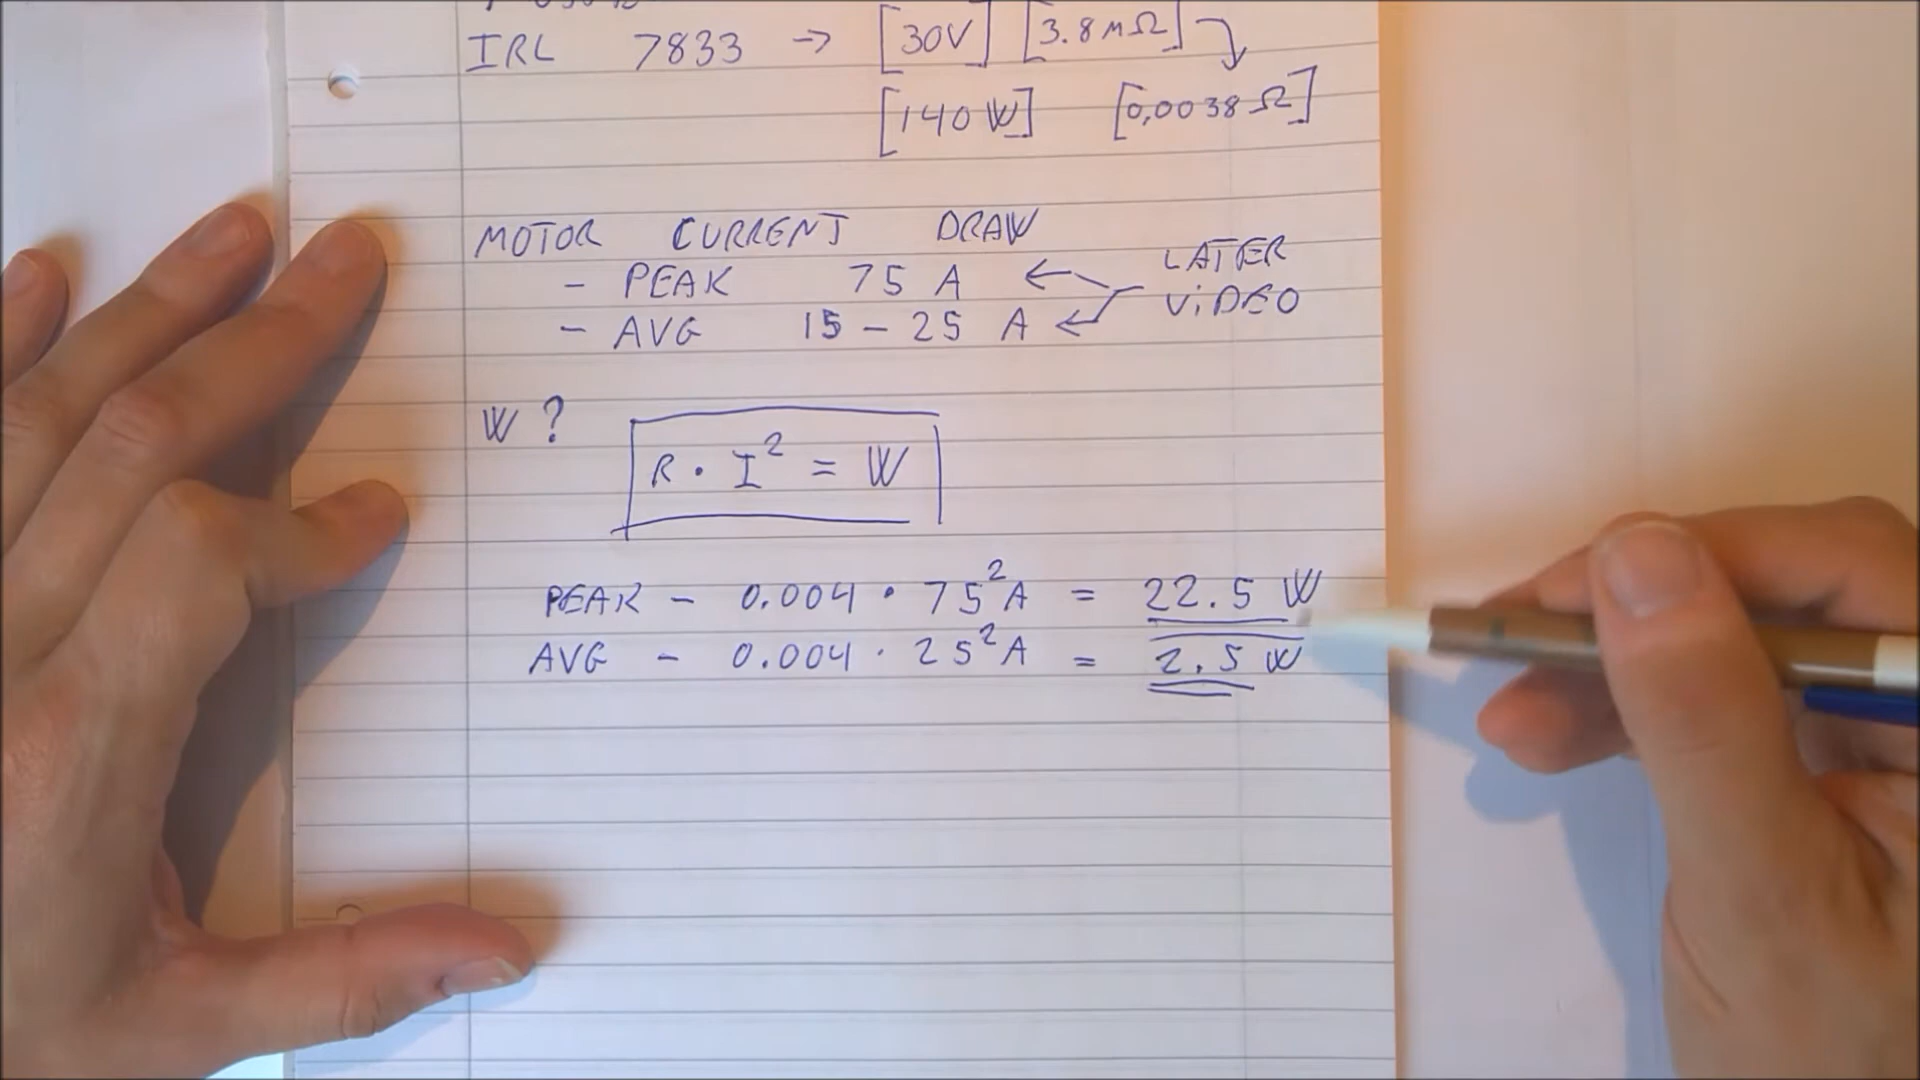 IRL 7833 → [30V] [3.8 mΩ]
[140 W] [0,0038 Ω]
MOTOR CURRENT DRAW
- PEAK 75 A ← LATER
- AVG 15 - 25 A ← ViDEO
W ?
R · I² = W
PEAK - 0.004 · 75² A = 22.5 W
AVG - 0.004 · 25² A = 2.5 W